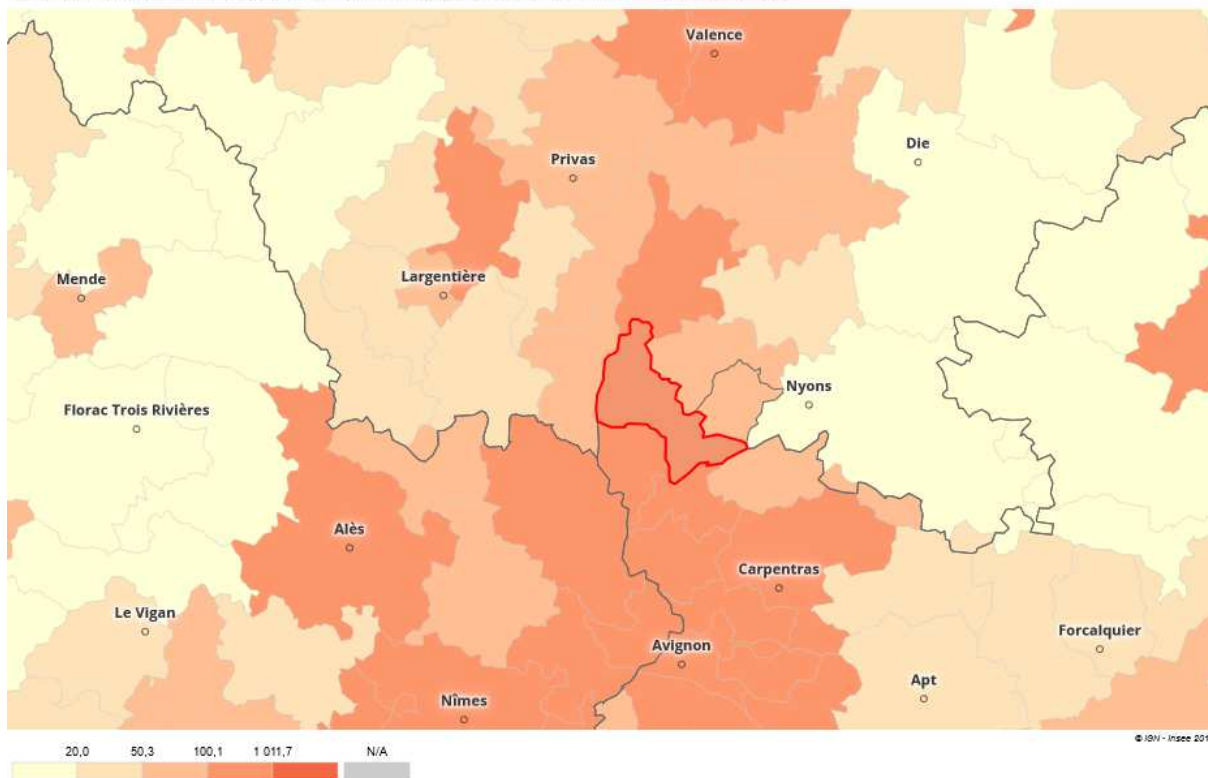 Valence
Die
Privas
Mende
Largentière
Nyons
Florac Trois Rivières
Alès
Carpentras
Le Vigan
Forcalquier
Avignon
Apt
Nîmes
© IGN - Insee 201
20,0 50,3 100,1 1 011,7 N/A